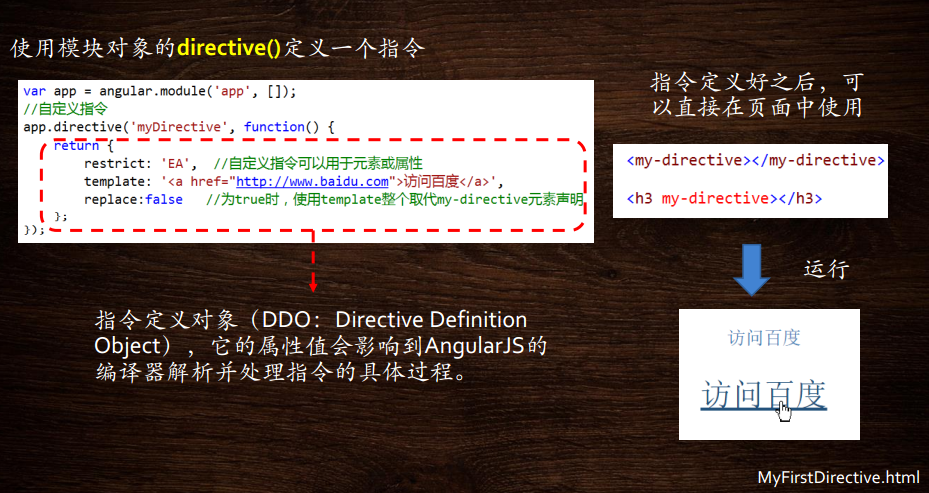 使用模块对象的directive()定义一个指令
var app = angular.module('app', []);
//自定义指令
app.directive('myDirective', function() {
return {
restrict: 'EA', //自定义指令可以用于元素或属性
template: '<a href="http://www.baidu.com">访问百度</a>',
replace:false //为true时，使用template整个取代my-directive元素声明
};
});
指令定义对象（DDO：Directive Definition
Object），它的属性值会影响到AngularJS的
编译器解析并处理指令的具体过程。
指令定义好之后，可
以直接在页面中使用
<my-directive></my-directive>
<h3 my-directive></h3>
运行
访问百度
访问百度
MyFirstDirective.html